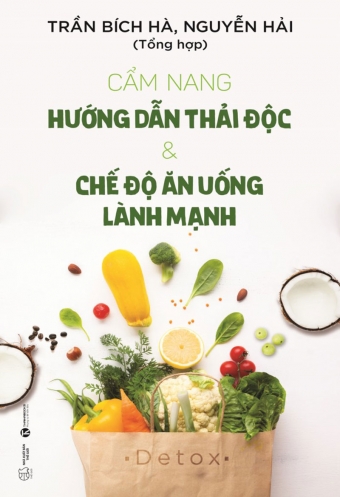 TRẦN BÍCH HÀ, NGUYỄN HẢI
(Tổng hợp)
CẨM NANG
HƯỚNG DẪN THẢI ĐỘC
&
CHẾ ĐỘ ĂN UỐNG
LÀNH MẠNH
Detox